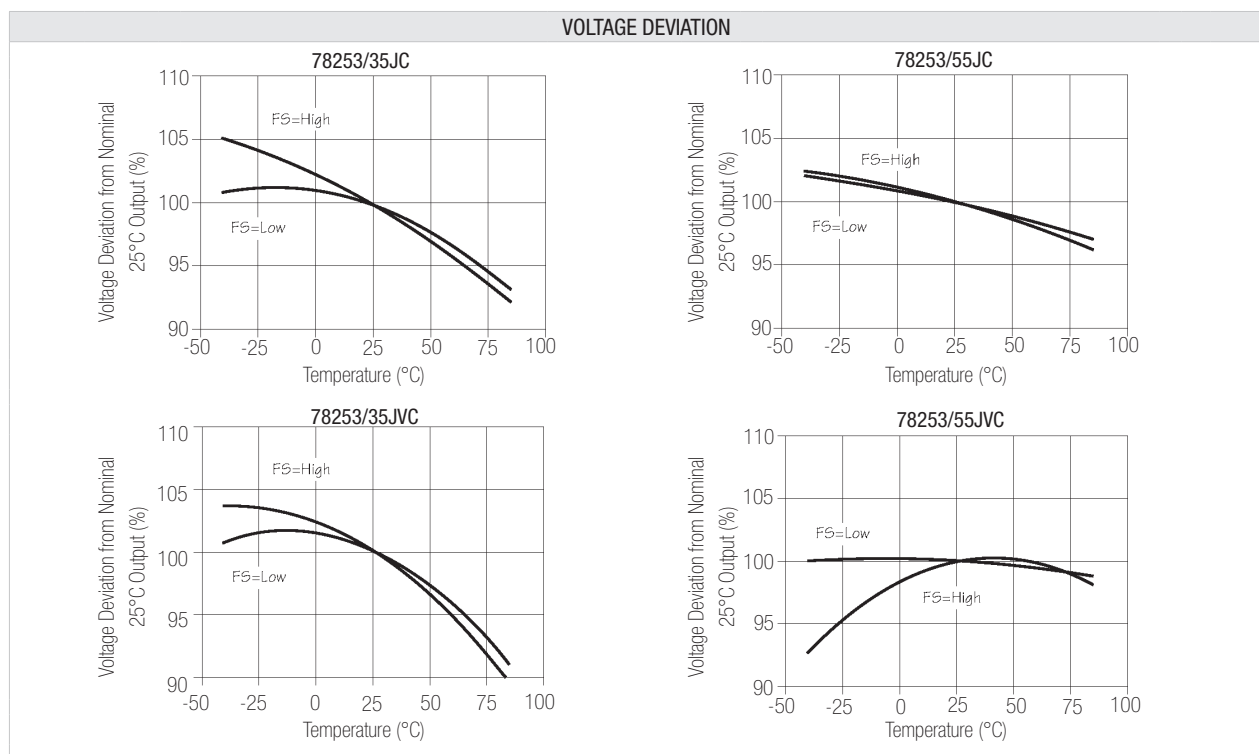 VOLTAGE DEVIATION
78253/35JC
Voltage Deviation from Nominal
25°C Output (%)
110
105
100
95
90
FS=High
FS=Low
-50
-25
0
25
50
75
100
Temperature (°C)
78253/55JC
Voltage Deviation from Nominal
25°C Output (%)
110
105
100
95
90
FS=High
FS=Low
-50
-25
0
25
50
75
100
Temperature (°C)
78253/35JVC
Voltage Deviation from Nominal
25°C Output (%)
110
105
100
95
90
FS=High
FS=Low
-50
-25
0
25
50
75
100
Temperature (°C)
78253/55JVC
Voltage Deviation from Nominal
25°C Output (%)
110
105
100
95
90
FS=Low
FS=High
-50
-25
0
25
50
75
100
Temperature (°C)